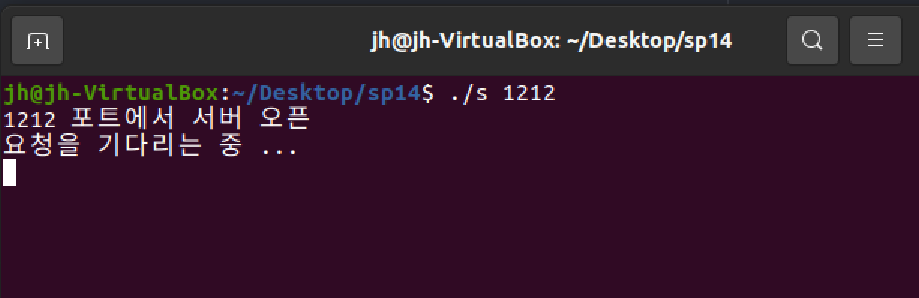 jh@jh-VirtualBox: ~/Desktop/sp14
jh@jh-VirtualBox:~/Desktop/sp14$ ./s 1212
1212 포트에서 서버 오픈
요청을 기다리는 중 ...